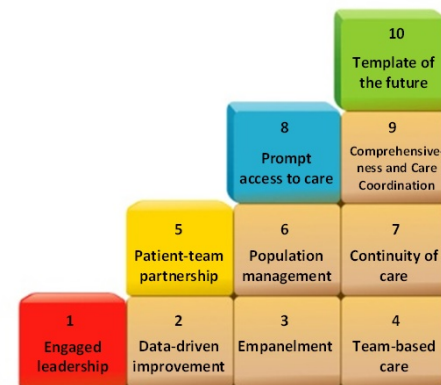 10
Template of
the future
8
Prompt
access to care
9
Comprehensive-
ness and Care
Coordination
5
Patient-team
partnership
6
Population
management
7
Continuity of
care
1
Engaged
leadership
2
Data-driven
improvement
3
Empanelment
4
Team-based
care